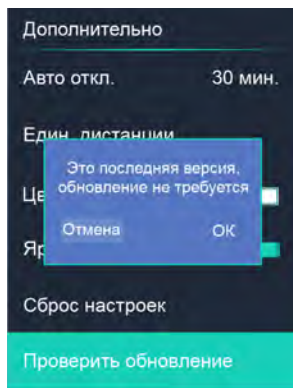 Дополнительно
Авто откл. 30 мин.
Един. дистанции
Это последняя версия,
обновление не требуется
Отмена ОК
Сброс настроек
Проверить обновление